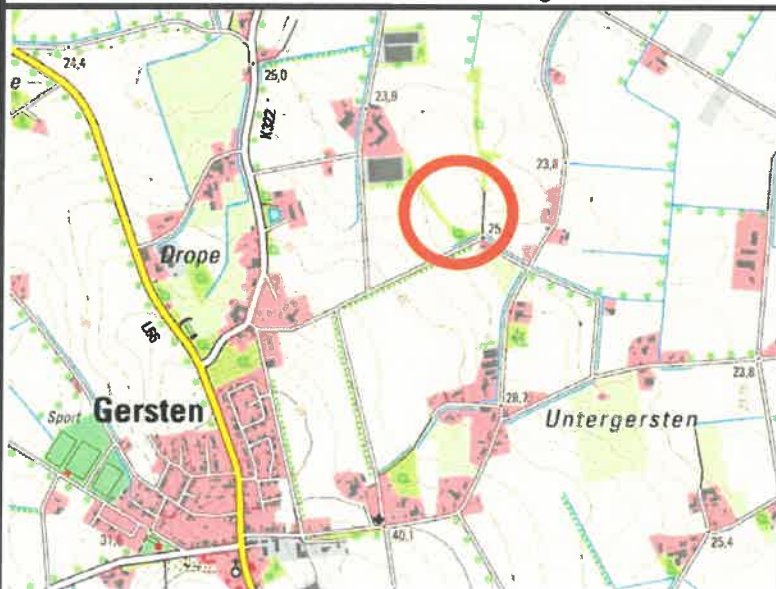 24,4
e
25,0
K322
23,9
23,8
25
Drope
L66
Gersten
Sport
28,7
23,8
Untergersten
31,6
40,1
25,4